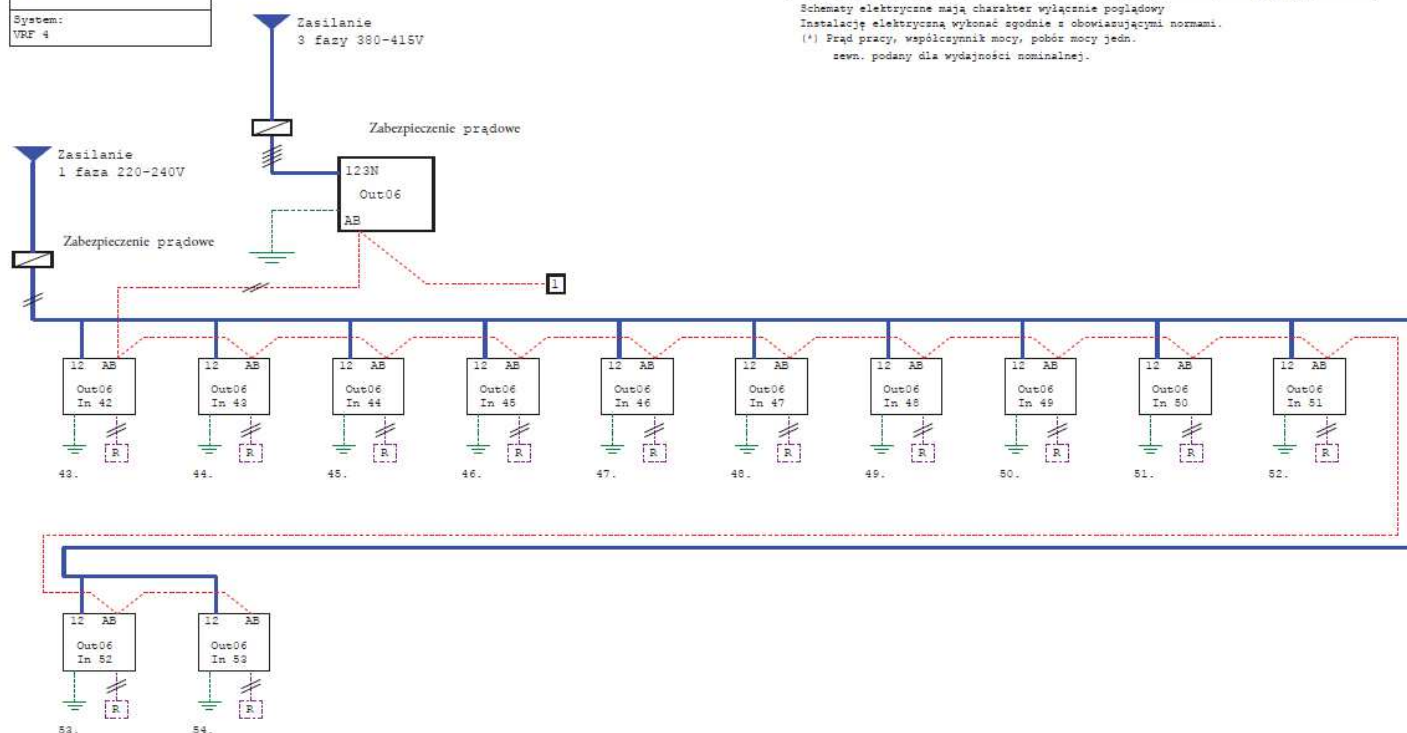 System:
VRF 4
Schematy elektryczne mają charakter wyłącznie poglądowy
Instalację elektryczną wykonać zgodnie z obowiązującymi normami.
(*) Prąd pracy, współczynnik mocy, pobór mocy jedn.
zewn. podany dla wydajności nominalnej.
Zasilanie
3 fazy 380-415V
Zabezpieczenie prądowe
Zasilanie
1 faza 220-240V
123N
Out06
AB
Zabezpieczenie prądowe
1
12 AB 12 AB 12 AB 12 AB 12 AB 12 AB 12 AB 12 AB 12 AB 12 AB
Out06 Out06 Out06 Out06 Out06 Out06 Out06 Out06 Out06 Out06
In 42 In 43 In 44 In 45 In 46 In 47 In 48 In 49 In 50 In 51
R R R R R R R R R R
43. 44. 45. 46. 47. 48. 49. 50. 51. 52.
12 AB 12 AB
Out06 Out06
In 52 In 53
R R
53. 54.